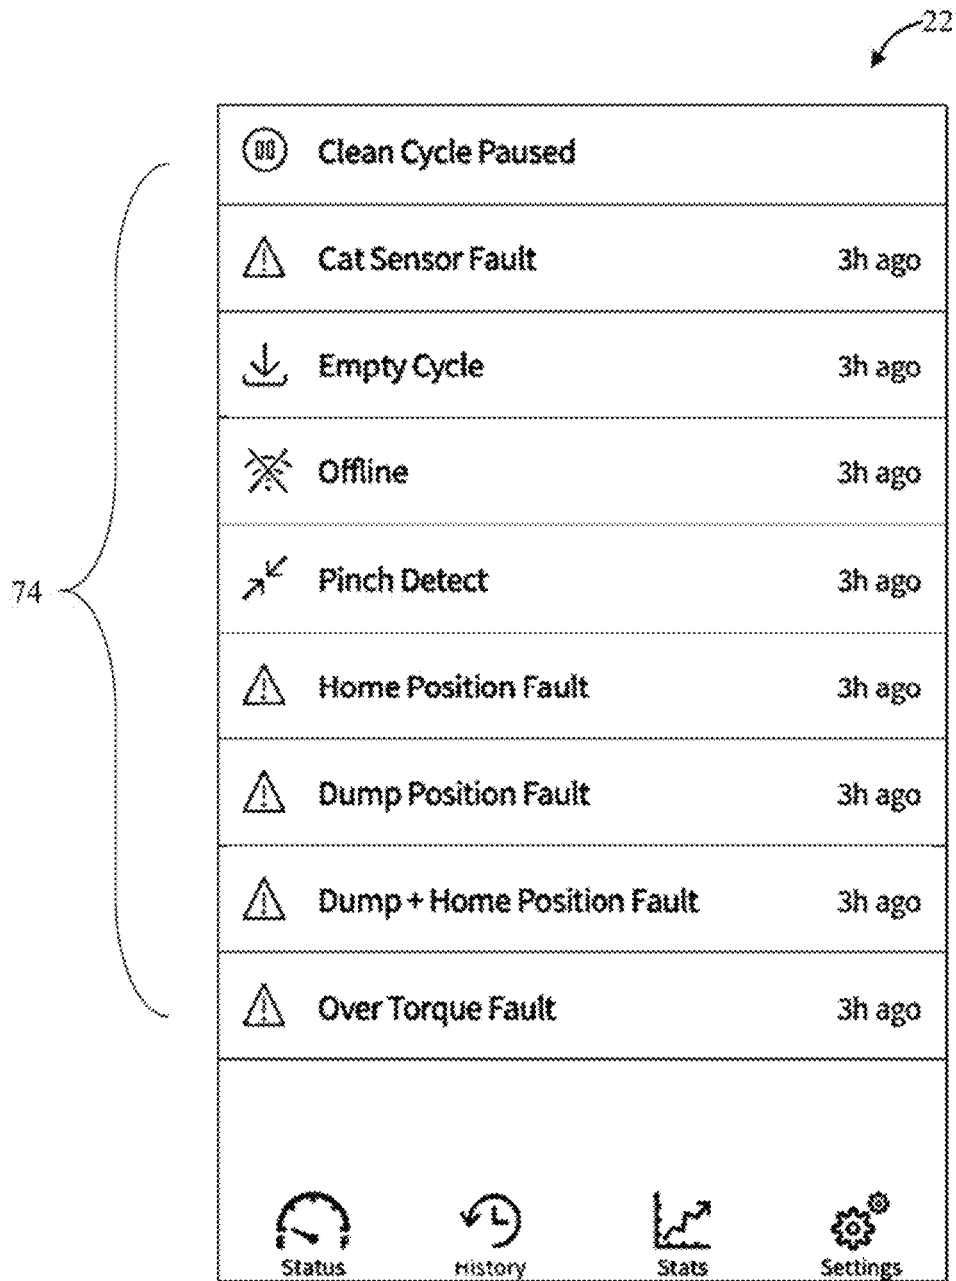 22
Clean Cycle Paused
Cat Sensor Fault 3h ago
Empty Cycle 3h ago
Offline 3h ago
74
Pinch Detect 3h ago
Home Position Fault 3h ago
Dump Position Fault 3h ago
Dump + Home Position Fault 3h ago
Over Torque Fault 3h ago
Status History Stats Settings